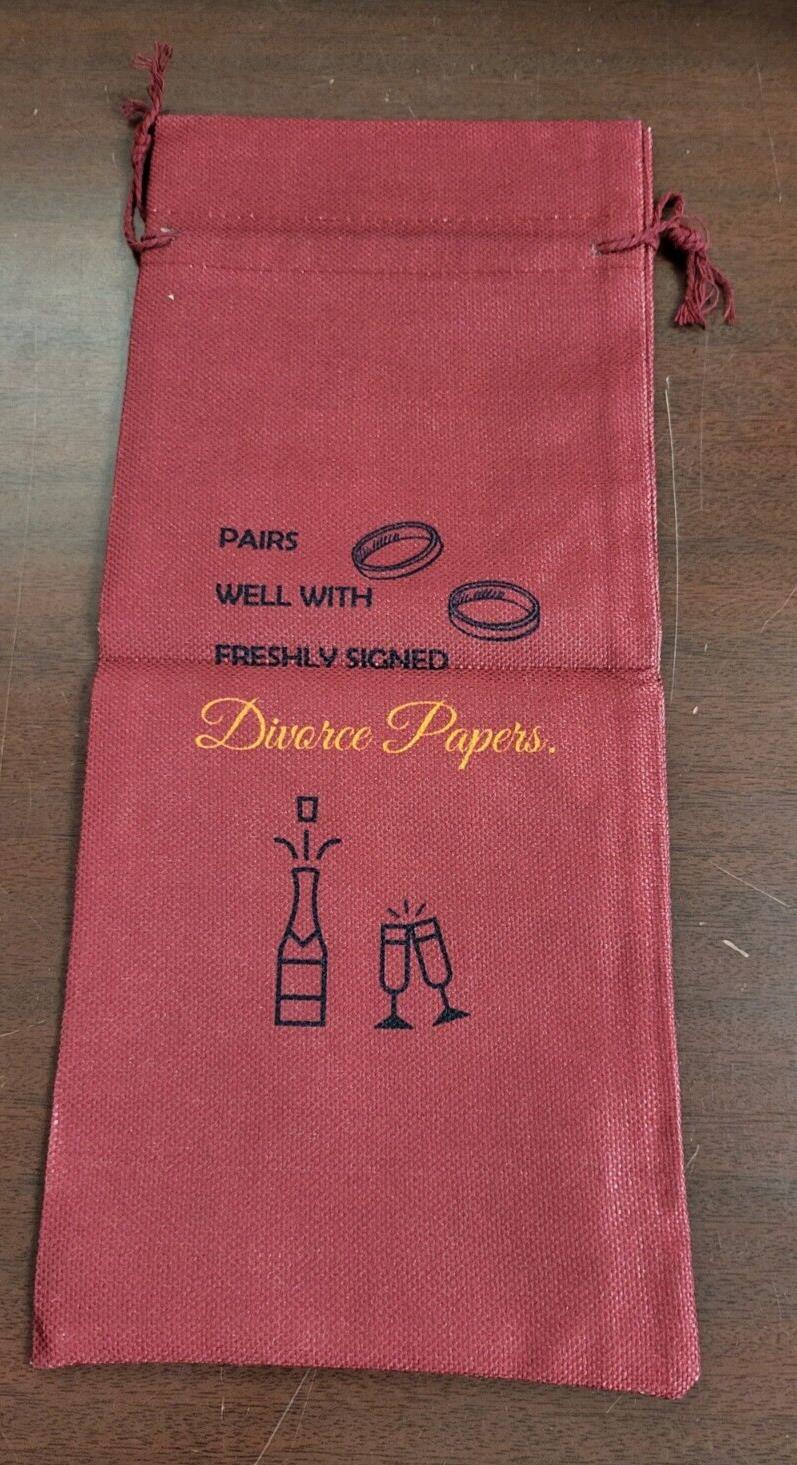 PAIRS
WELL WITH
FRESHLY SIGNED
Divorce Papers.